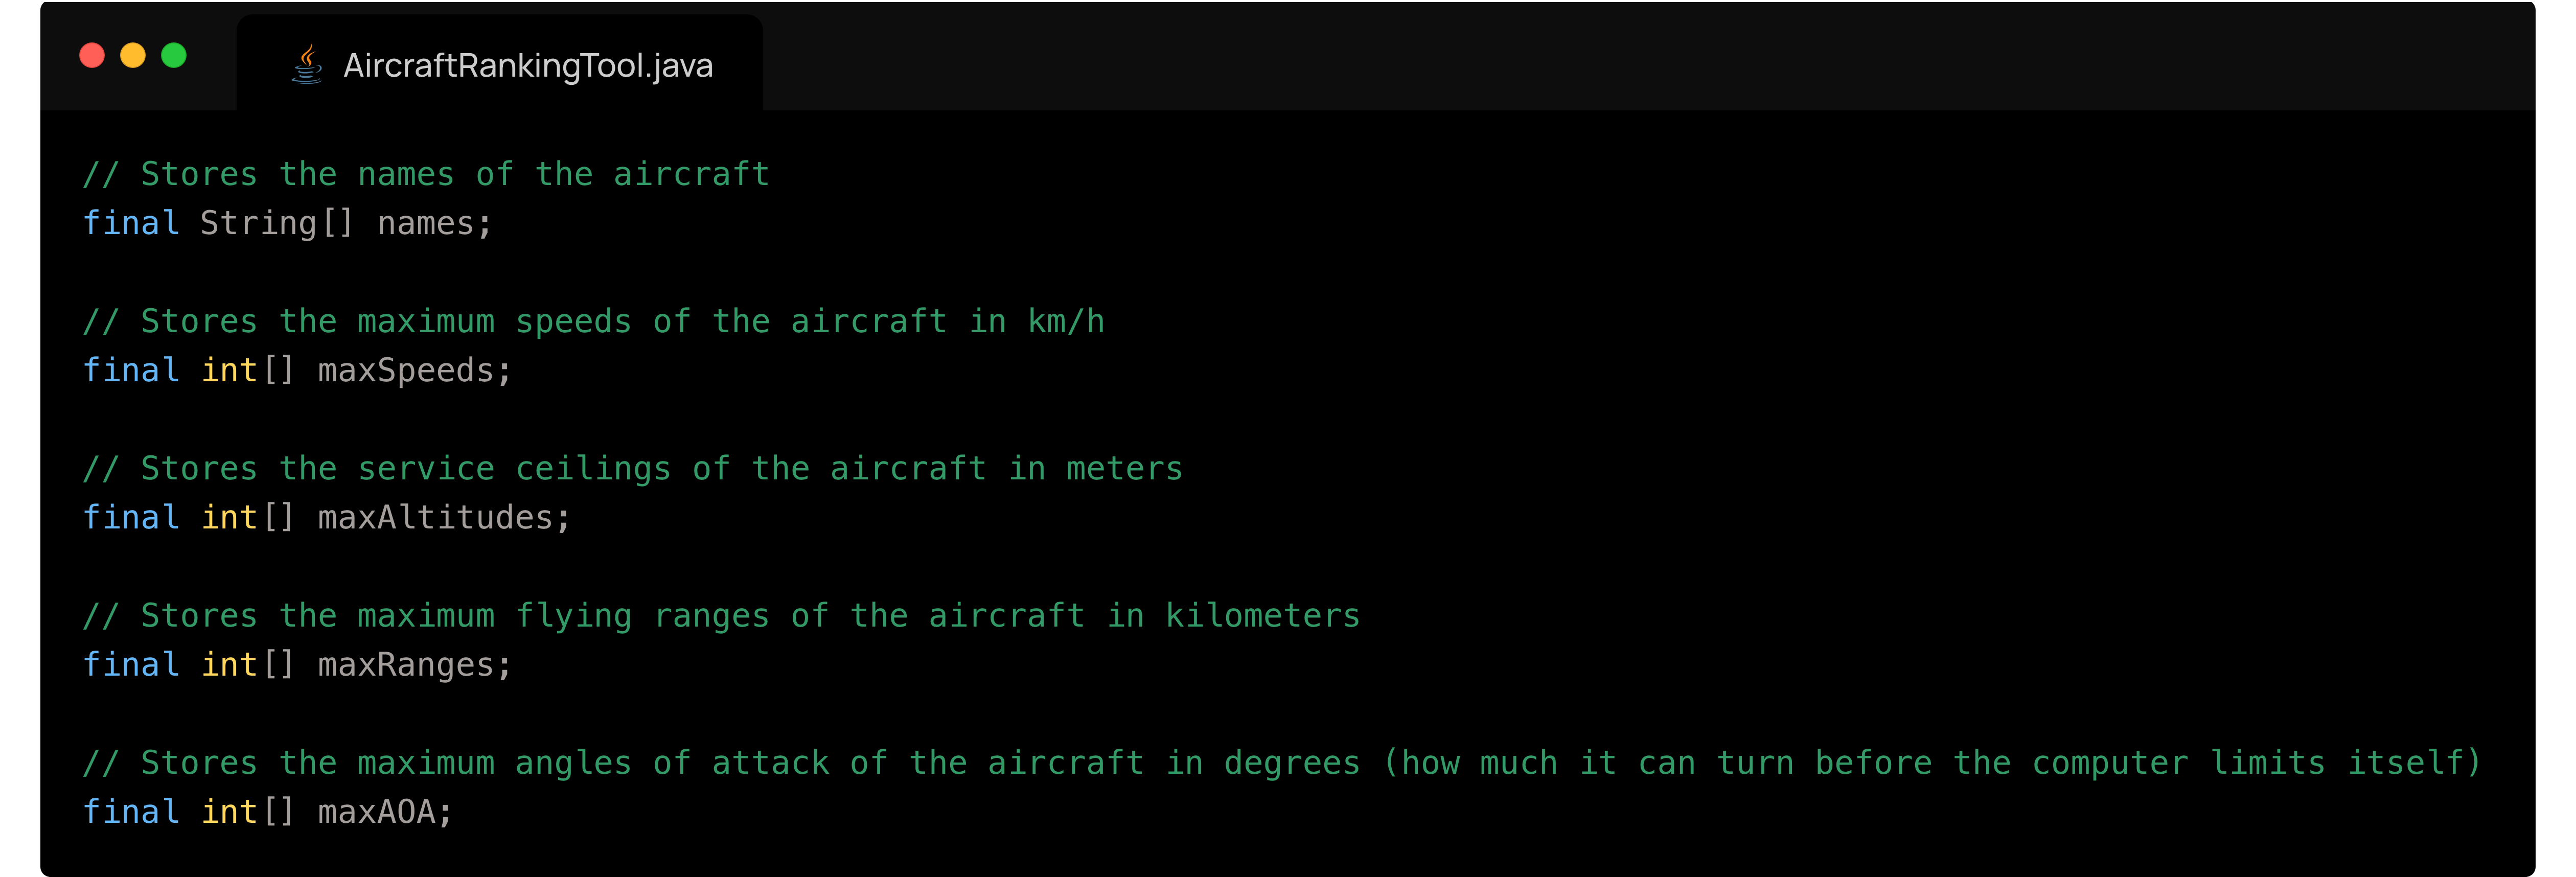 AircraftRankingTool.java
// Stores the names of the aircraft
final String[] names;
// Stores the maximum speeds of the aircraft in km/h
final int[] maxSpeeds;
// Stores the service ceilings of the aircraft in meters
final int[] maxAltitudes;
// Stores the maximum flying ranges of the aircraft in kilometers
final int[] maxRanges;
// Stores the maximum angles of attack of the aircraft in degrees (how much it can turn before the computer limits itself)
final int[] maxAOA;